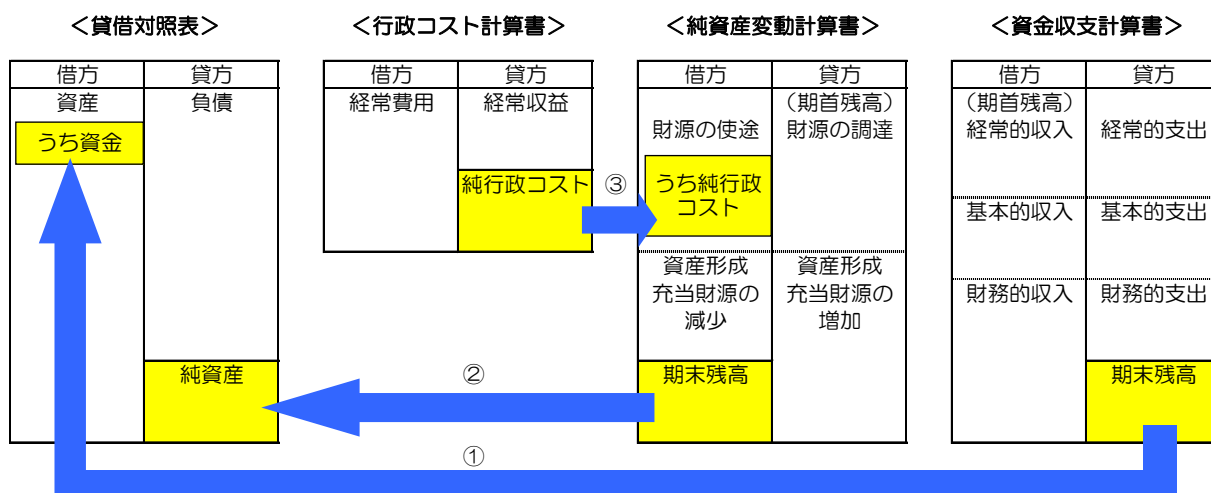 ＜貸借対照表＞
借方
貸方
資産
負債
うち資金
純資産
＜行政コスト計算書＞
借方
貸方
経常費用
経常収益
純行政コスト
③
＜純資産変動計算書＞
借方
貸方
（期首残高）
財源の使途
財源の調達
うち純行政
コスト
資産形成
充当財源の
減少
資産形成
充当財源の
増加
期末残高
②
＜資金収支計算書＞
借方
貸方
（期首残高）
経常的収入
経常的支出
基本的収入
基本的支出
財務的収入
財務的支出
期末残高
①